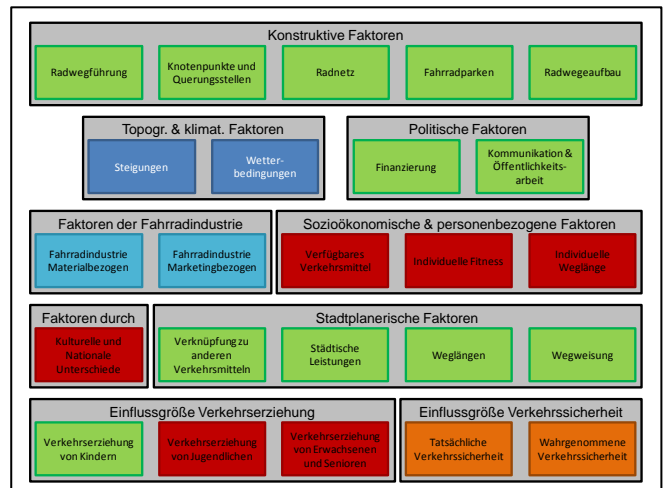 Konstruktive Faktoren
Radwegführung
Knotenpunkte und
Querungsstellen
Radnetz
Fahrradparken
Radwegeaufbau
Topogr. & klimat. Faktoren
Steigungen
Wetter-
bedingungen
Politische Faktoren
Finanzierung
Kommunikation &
Öffentlichkeits-
arbeit
Faktoren der Fahrradindustrie
Fahrradindustrie
Materialbezogen
Fahrradindustrie
Marketingbezogen
Sozioökonomische & personenbezogene Faktoren
Verfügbares
Verkehrsmittel
Individuelle Fitness
Individuelle
Weglänge
Faktoren durch
Kulturelle und
Nationale
Unterschiede
Stadtplanerische Faktoren
Verknüpfung zu
anderen
Verkehrsmitteln
Städtische
Leistungen
Weglängen
Wegweisung
Einflussgröße Verkehrserziehung
Verkehrserziehung
von Kindern
Verkehrserziehung
von Jugendlichen
Verkehrserziehung
von Erwachsenen
und Senioren
Einflussgröße Verkehrssicherheit
Tatsächliche
Verkehrssicherheit
Wahrgenommene
Verkehrssicherheit